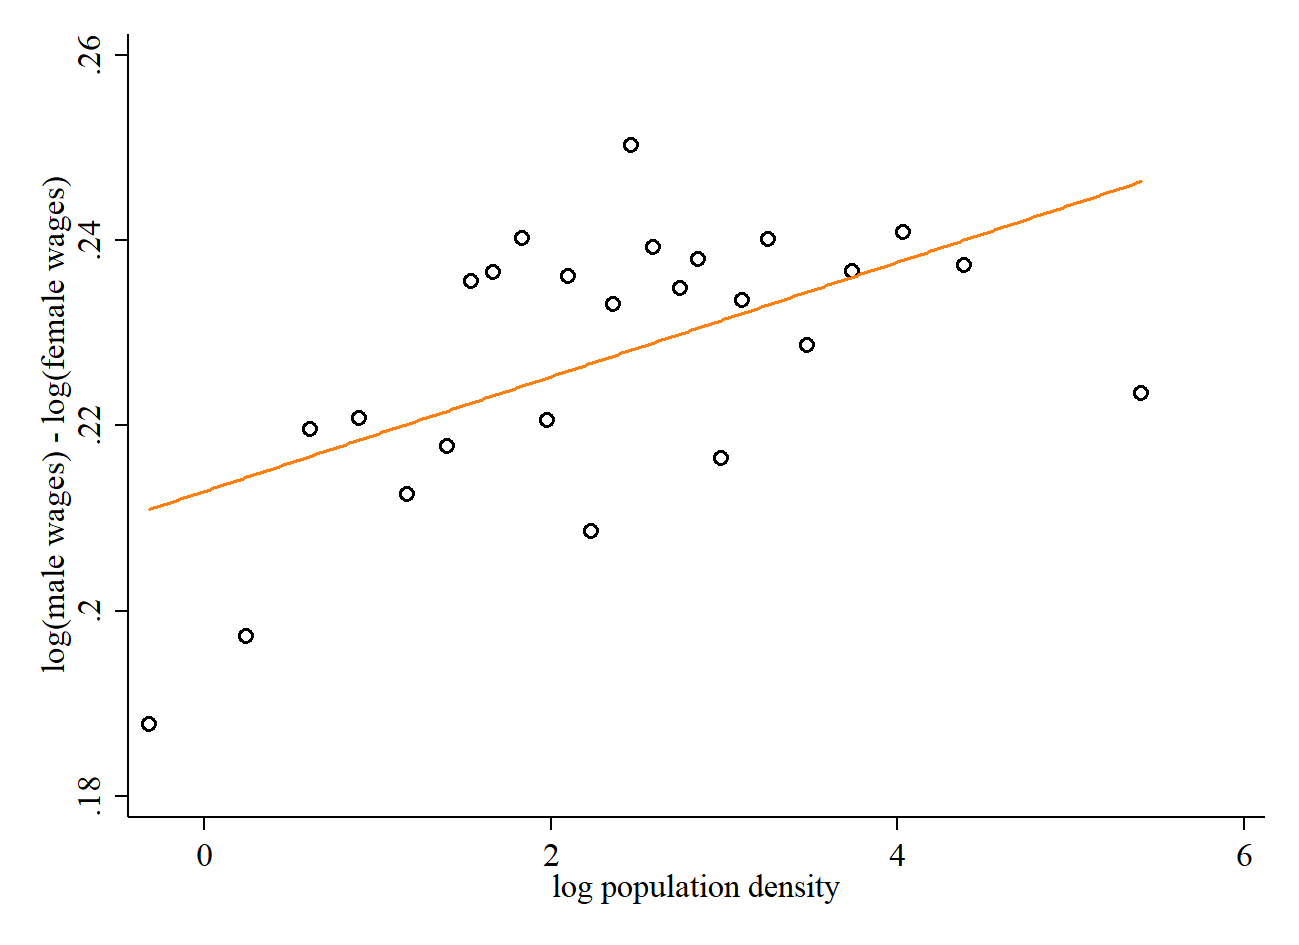 log(male wages) - log(female wages)
.26
.24
.22
.2
.18
0 2 4 6
log population density